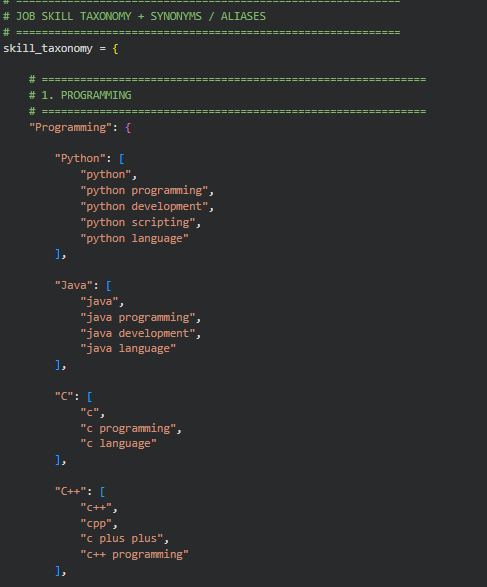 # ============================================================
# JOB SKILL TAXONOMY + SYNONYMS / ALIASES
# ============================================================
skill_taxonomy = {
    # ============================================================
    # 1. PROGRAMMING
    # ============================================================
    "Programming": {
        "Python": [
            "python",
            "python programming",
            "python development",
            "python scripting",
            "python language"
        ],
        "Java": [
            "java",
            "java programming",
            "java development",
            "java language"
        ],
        "C": [
            "c",
            "c programming",
            "c language"
        ],
        "C++": [
            "c++",
            "cpp",
            "c plus plus",
            "c++ programming"
        ],